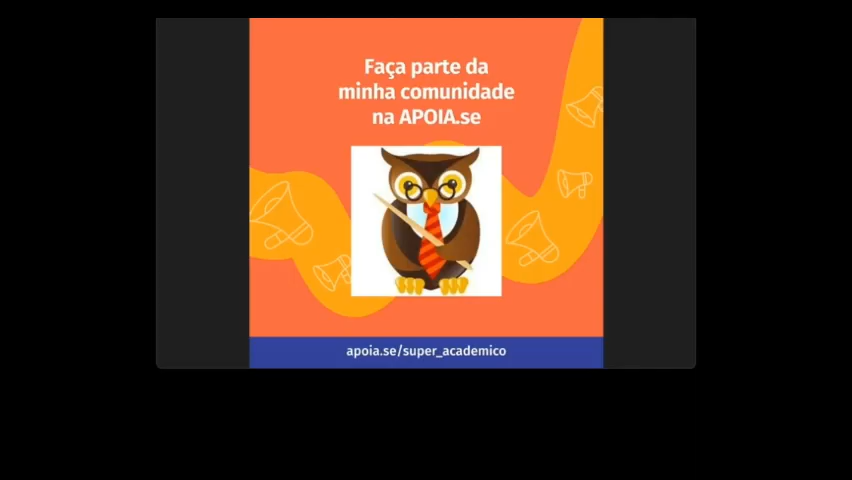 Faça parte da
minha comunidade
na APOIA.se
apoia.se/super_academico